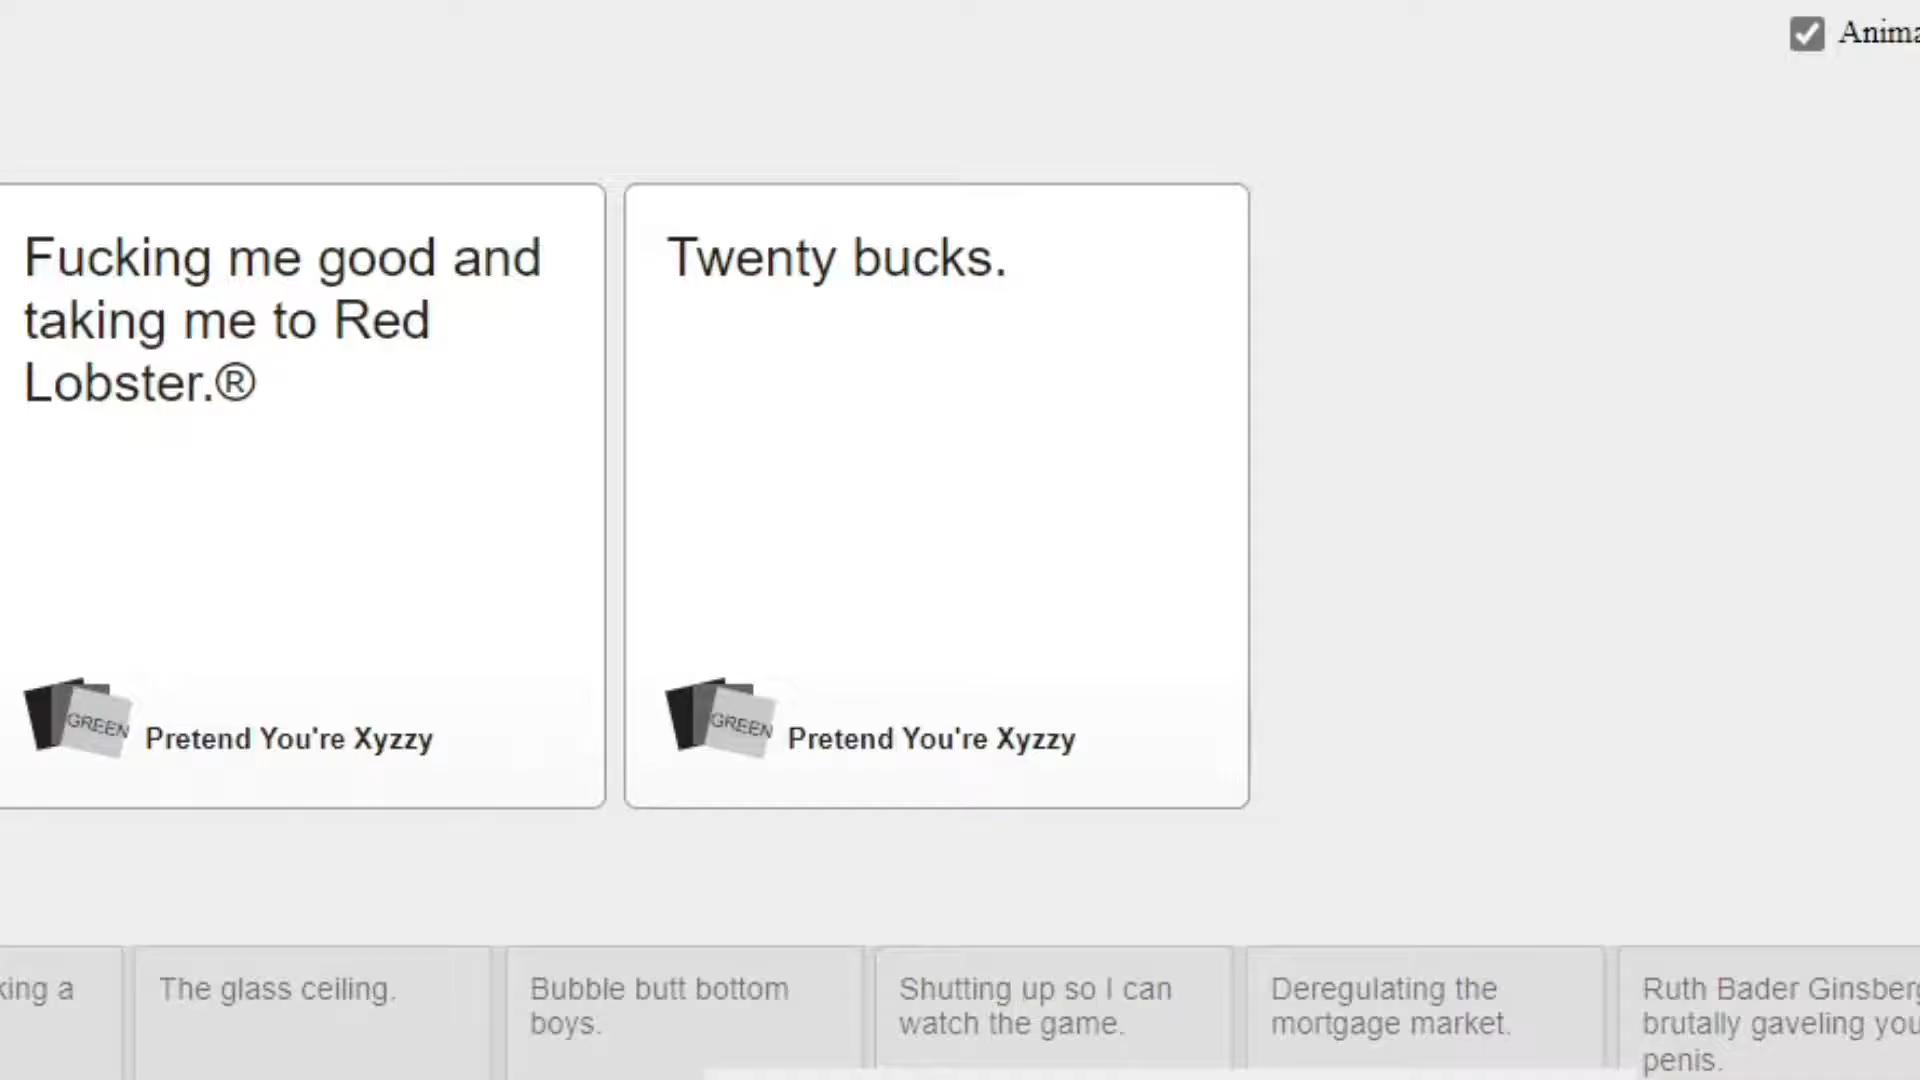 Anima
Fucking me good and
taking me to Red
Lobster.®
GREEN
Pretend You're Xyzzy
Twenty bucks.
GREEN
Pretend You're Xyzzy
king a
The glass ceiling.
Bubble butt bottom
boys.
Shutting up so I can
watch the game.
Deregulating the
mortgage market.
Ruth Bader Ginsberg
brutally gaveling you
penis.